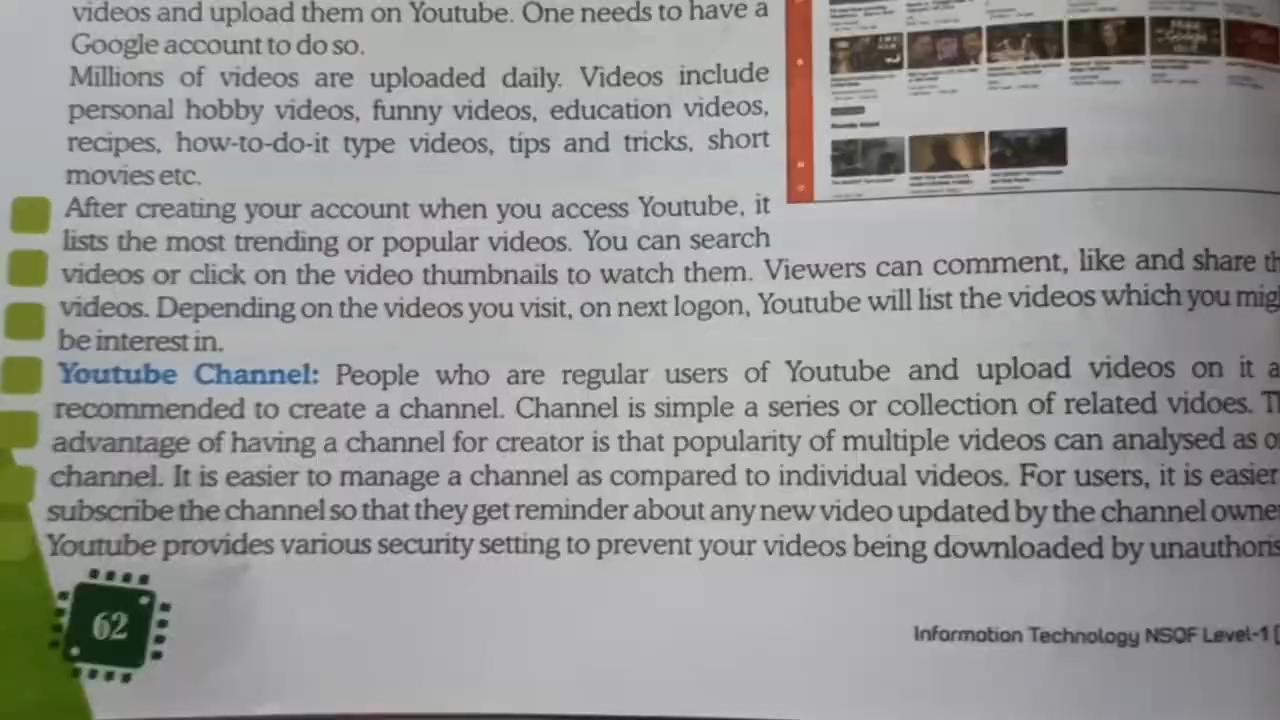 videos and upload them on Youtube. One needs to have a
Google account to do so.
Millions of videos are uploaded daily. Videos include
personal hobby videos, funny videos, education videos,
recipes, how-to-do-it type videos, tips and tricks, short
movies etc.
After creating your account when you access Youtube, it
lists the most trending or popular videos. You can search
videos or click on the video thumbnails to watch them. Viewers can comment, like and share th
videos. Depending on the videos you visit, on next logon, Youtube will list the videos which you mig
be interest in.
Youtube Channel: People who are regular users of Youtube and upload videos on it a
recommended to create a channel. Channel is simple a series or collection of related vidoes. T
advantage of having a channel for creator is that popularity of multiple videos can analysed as o
channel. It is easier to manage a channel as compared to individual videos. For users, it is easier
subscribe the channel so that they get reminder about any new video updated by the channel owne
Youtube provides various security setting to prevent your videos being downloaded by unauthoris
62
Information Technology NSQF Level-1